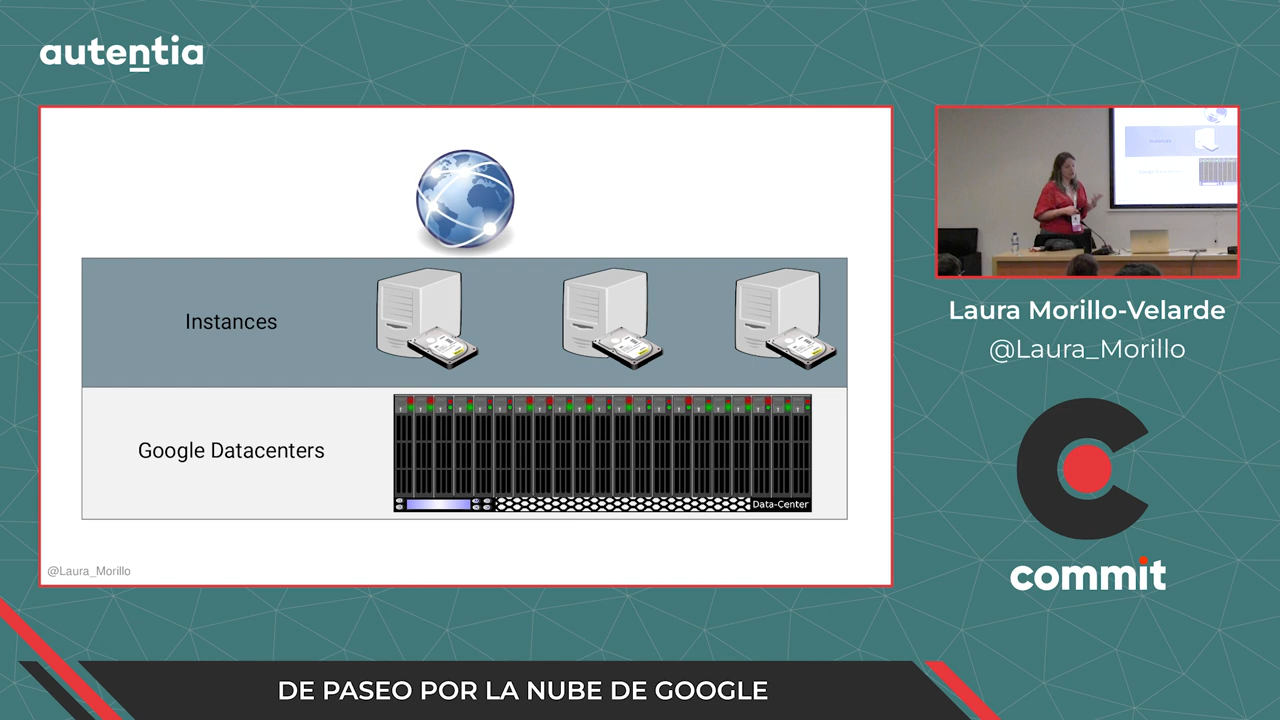 autentia
Instances
Google Datacenters
Data-Center
@Laura_Morillo
Laura Morillo-Velarde
@Laura_Morillo
commit
DE PASEO POR LA NUBE DE GOOGLE